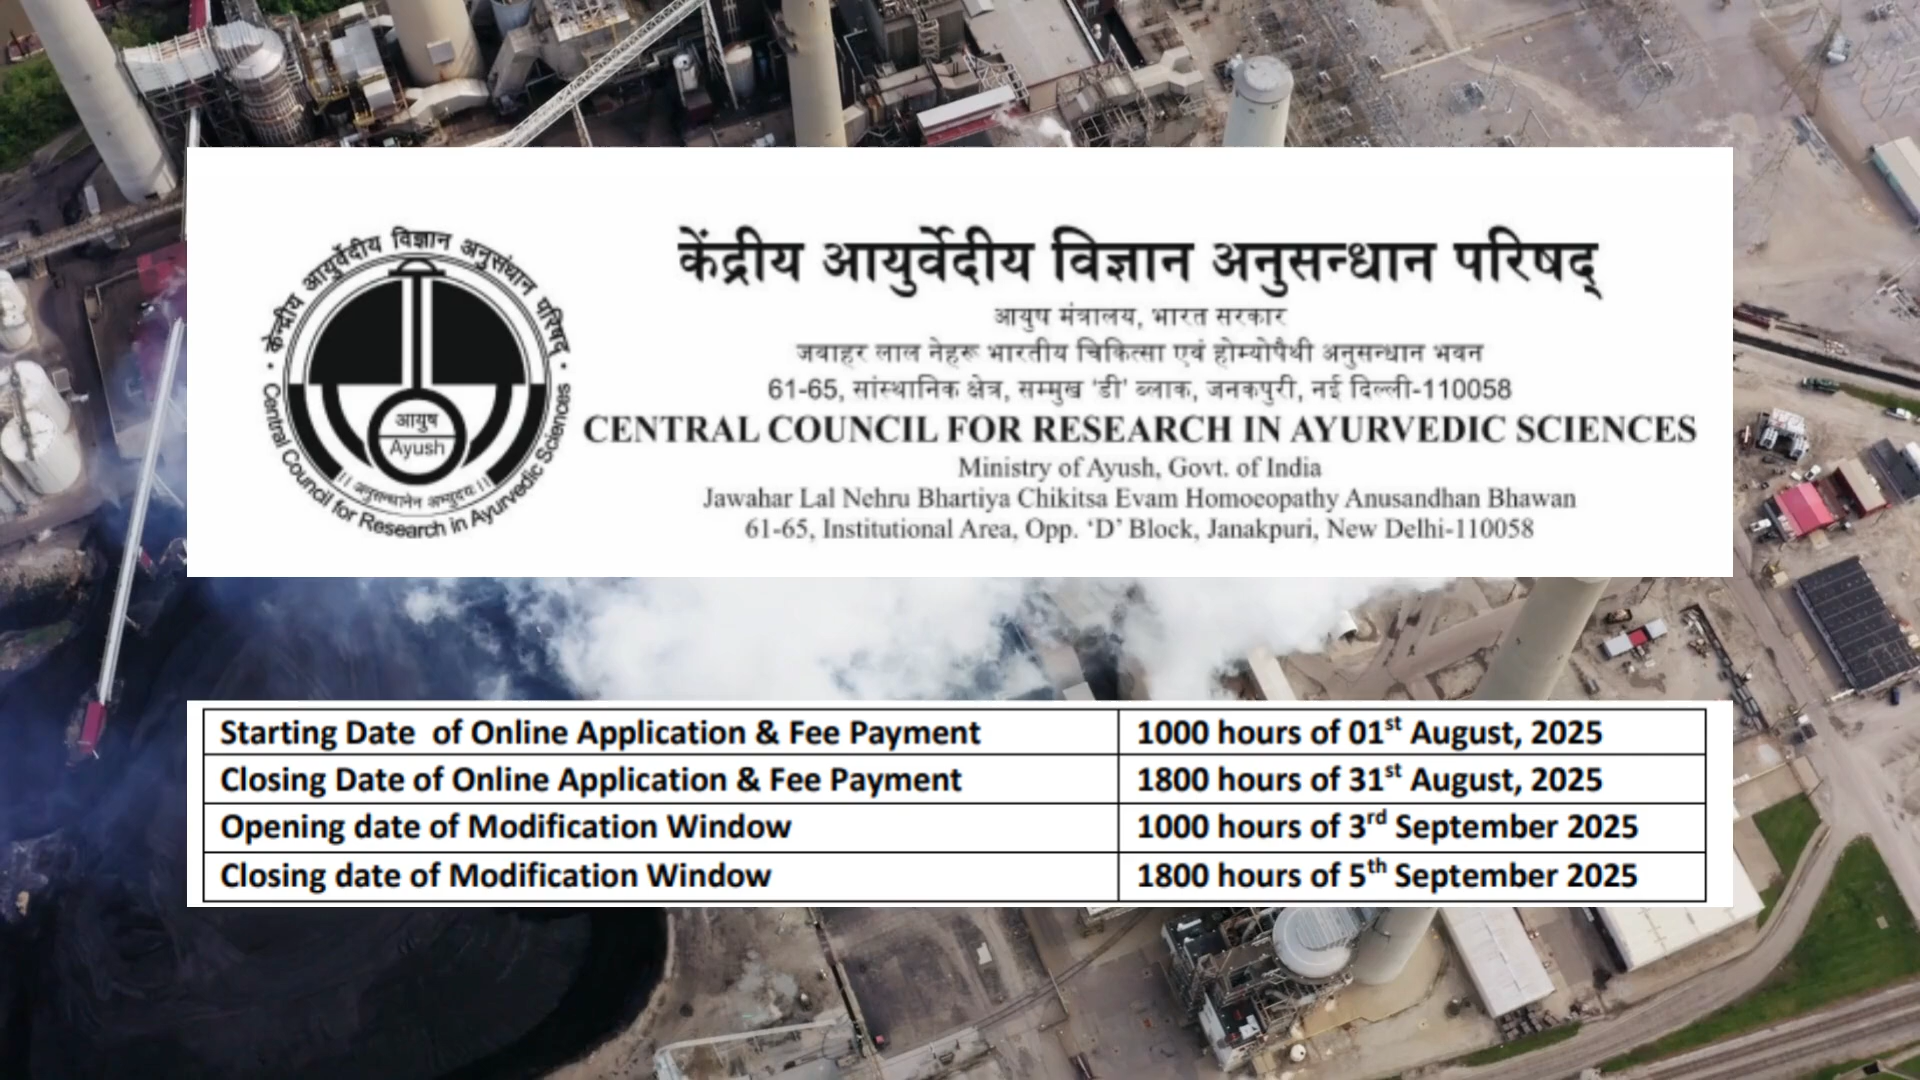 · केन्द्रीय आयुर्वेदीय विज्ञान अनुसंधान परिषद ·
आयुष
Ayush
।। अनुसन्धानेन अभ्युदयः ।।
Central Council for Research in Ayurvedic Sciences
केंद्रीय आयुर्वेदीय विज्ञान अनुसन्धान परिषद्
आयुष मंत्रालय, भारत सरकार
जवाहर लाल नेहरू भारतीय चिकित्सा एवं होम्योपैथी अनुसन्धान भवन
61-65, सांस्थानिक क्षेत्र, सम्मुख 'डी' ब्लाक, जनकपुरी, नई दिल्ली-110058
CENTRAL COUNCIL FOR RESEARCH IN AYURVEDIC SCIENCES
Ministry of Ayush, Govt. of India
Jawahar Lal Nehru Bhartiya Chikitsa Evam Homoeopathy Anusandhan Bhawan
61-65, Institutional Area, Opp. ‘D’ Block, Janakpuri, New Delhi-110058
Starting Date of Online Application & Fee Payment 1000 hours of 01st August, 2025
Closing Date of Online Application & Fee Payment 1800 hours of 31st August, 2025
Opening date of Modification Window 1000 hours of 3rd September 2025
Closing date of Modification Window 1800 hours of 5th September 2025